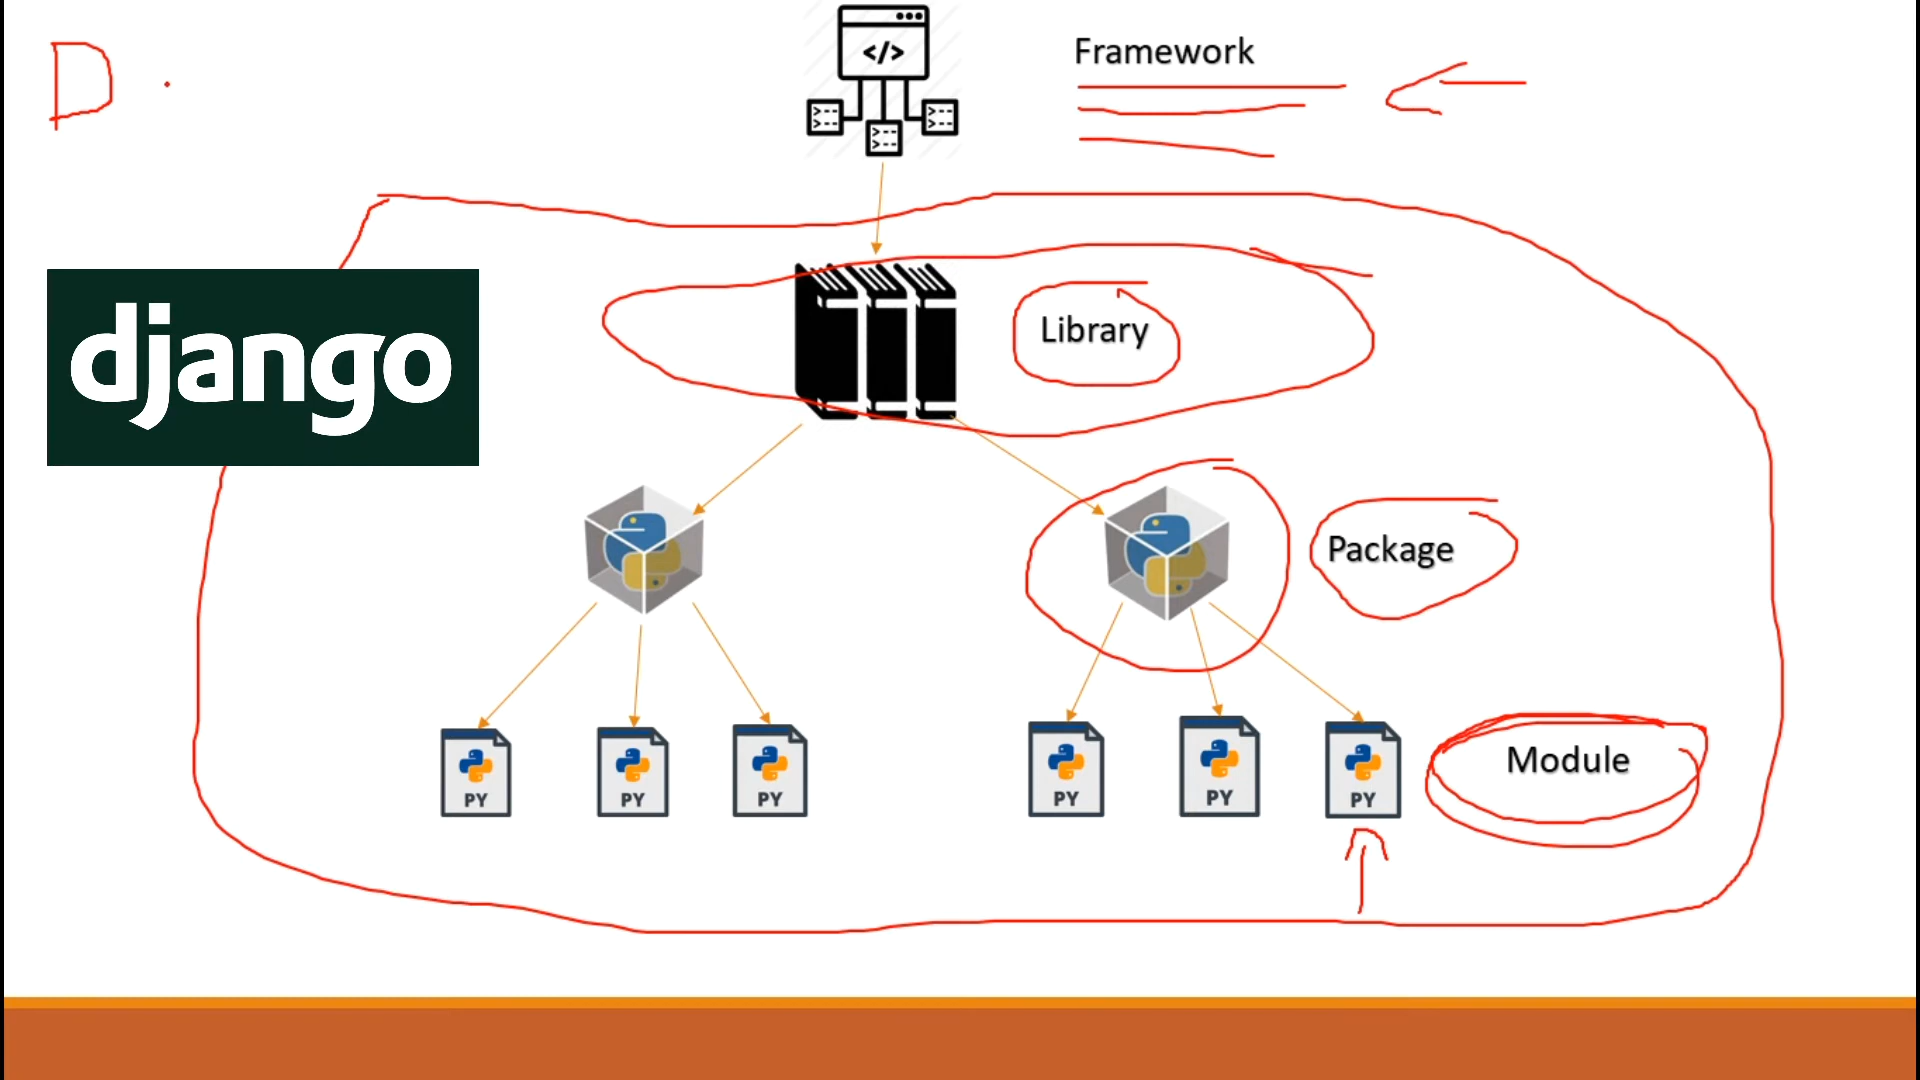 D
</>
Framework
django
Library
Package
PY
PY
PY
PY
PY
PY
Module